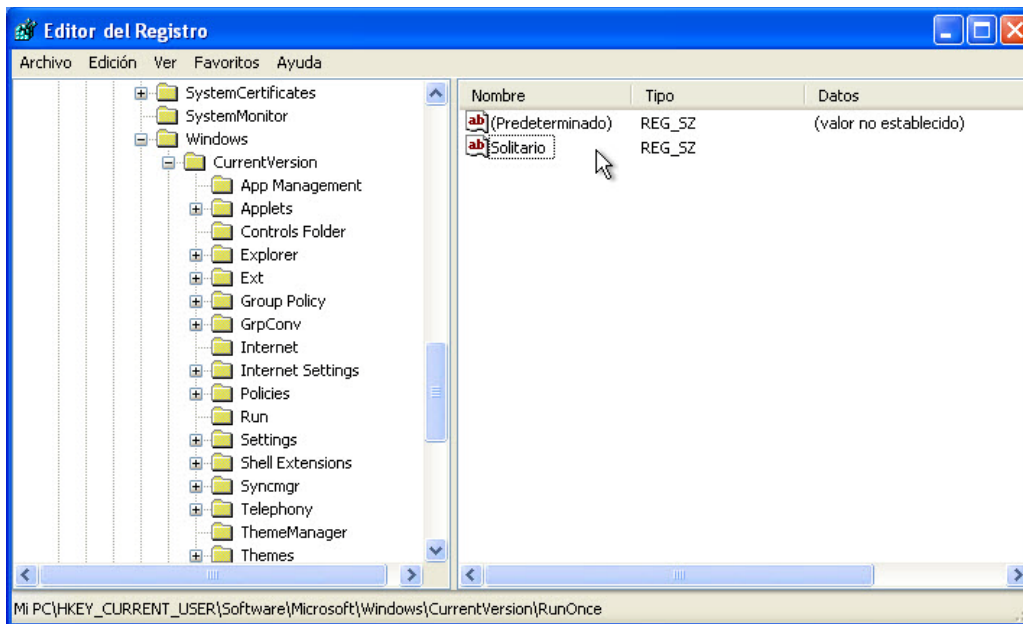 Editor del Registro
Archivo Edición Ver Favoritos Ayuda
SystemCertificates
SystemMonitor
Windows
CurrentVersion
App Management
Applets
Controls Folder
Explorer
Ext
Group Policy
GrpConv
Internet
Internet Settings
Policies
Run
Settings
Shell Extensions
Syncmgr
Telephony
ThemeManager
Themes
Nombre Tipo Datos
ab (Predeterminado) REG_SZ (valor no establecido)
ab Solitario REG_SZ
Mi PC\HKEY_CURRENT_USER\Software\Microsoft\Windows\CurrentVersion\RunOnce